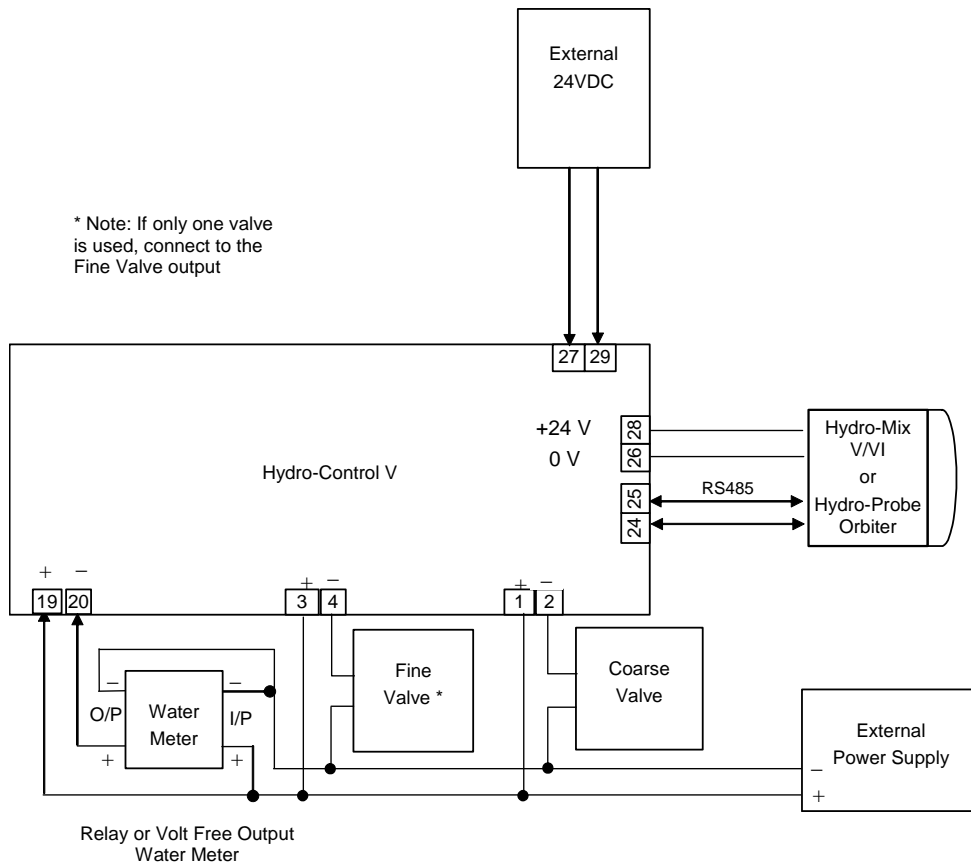 External
24VDC
* Note: If only one valve
is used, connect to the
Fine Valve output
27 29
+24 V
28
Hydro-Mix
V/VI
or
Hydro-Probe
Orbiter
0 V
26
Hydro-Control V
25
RS485
24
+ −
19 20
+ −
3 4
+ −
1 2
−
O/P
+
Water
Meter
−
I/P
+
Fine
Valve *
Coarse
Valve
External
Power Supply
−
+
Relay or Volt Free Output
Water Meter